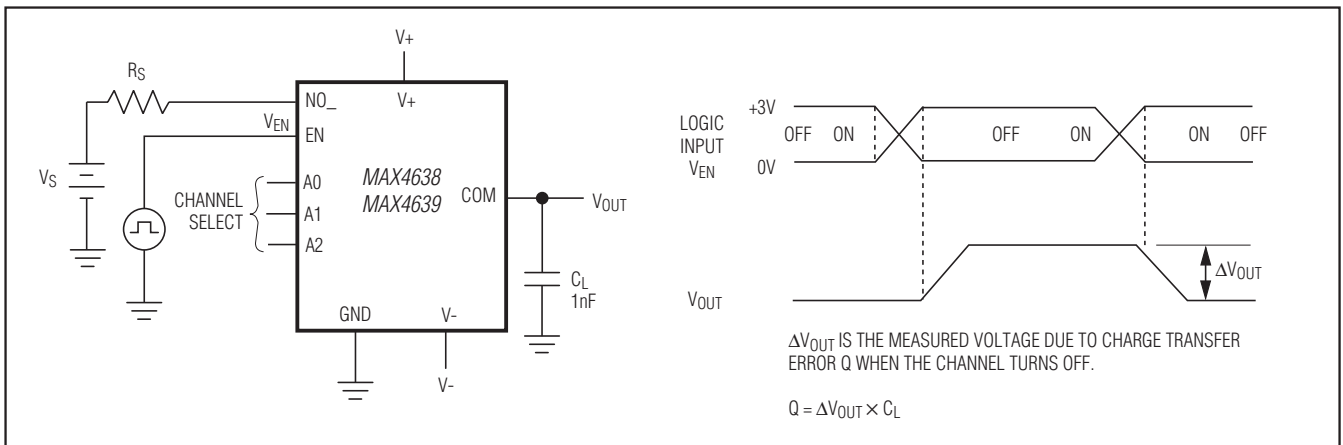 V+
RS
NO_
V+
VEN
EN
VS
A0
MAX4638
CHANNEL
SELECT
A1
MAX4639
COM
VOUT
A2
CL
1nF
GND
V-
V-
+3V
LOGIC
INPUT
VEN
OFF ON OFF ON ON OFF
0V
ΔVOUT
VOUT
ΔVOUT IS THE MEASURED VOLTAGE DUE TO CHARGE TRANSFER
ERROR Q WHEN THE CHANNEL TURNS OFF.
Q = ΔVOUT × CL